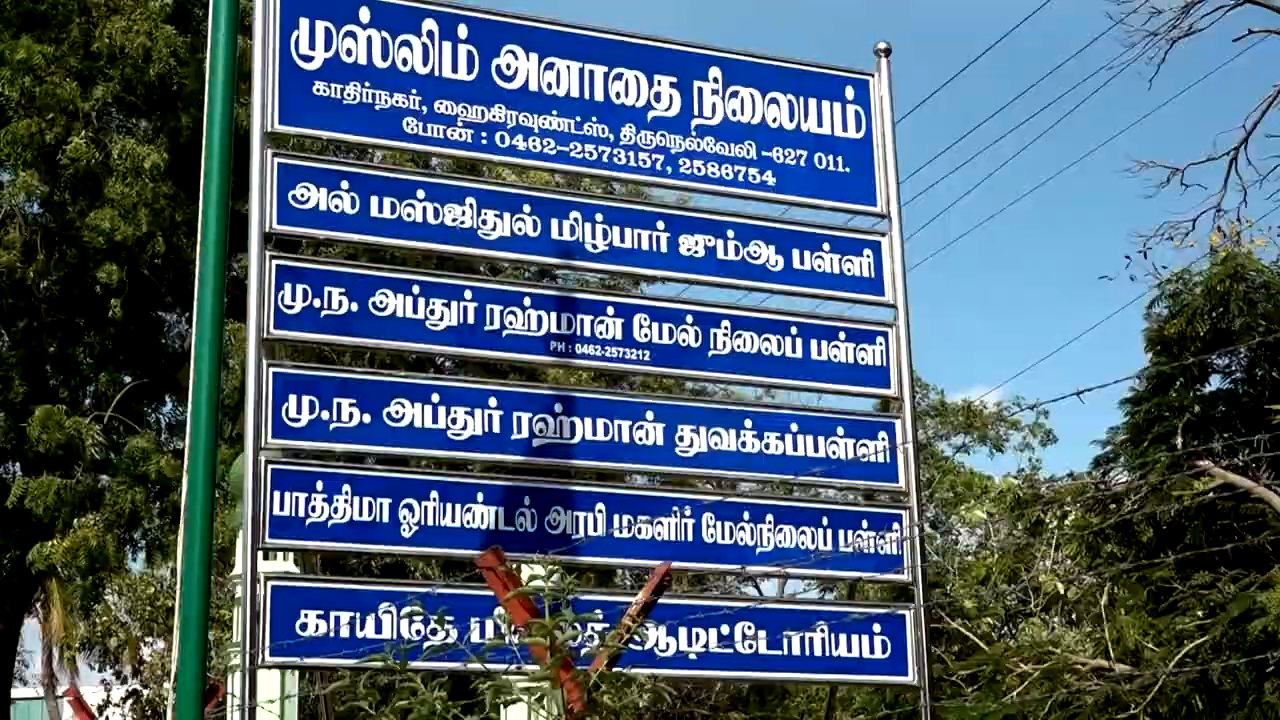 முஸ்லிம் அனாதை நிலையம்
காதிர்நகர், ஹைகிரவுண்ட்ஸ், திருநெல்வேலி -627 011.
போன் : 0462-2573157, 2586754
அல் மஸ்ஜிதுல் மிழ்பார் ஜும்ஆ பள்ளி
மு.ந. அப்துர் ரஹ்மான் மேல் நிலைப் பள்ளி
PH : 0462-2573212
மு.ந. அப்துர் ரஹ்மான் துவக்கப்பள்ளி
பாத்திமா ஓரியண்டல் அரபி மகளிர் மேல்நிலைப் பள்ளி
காயிதே ஆடிட்டோரியம்